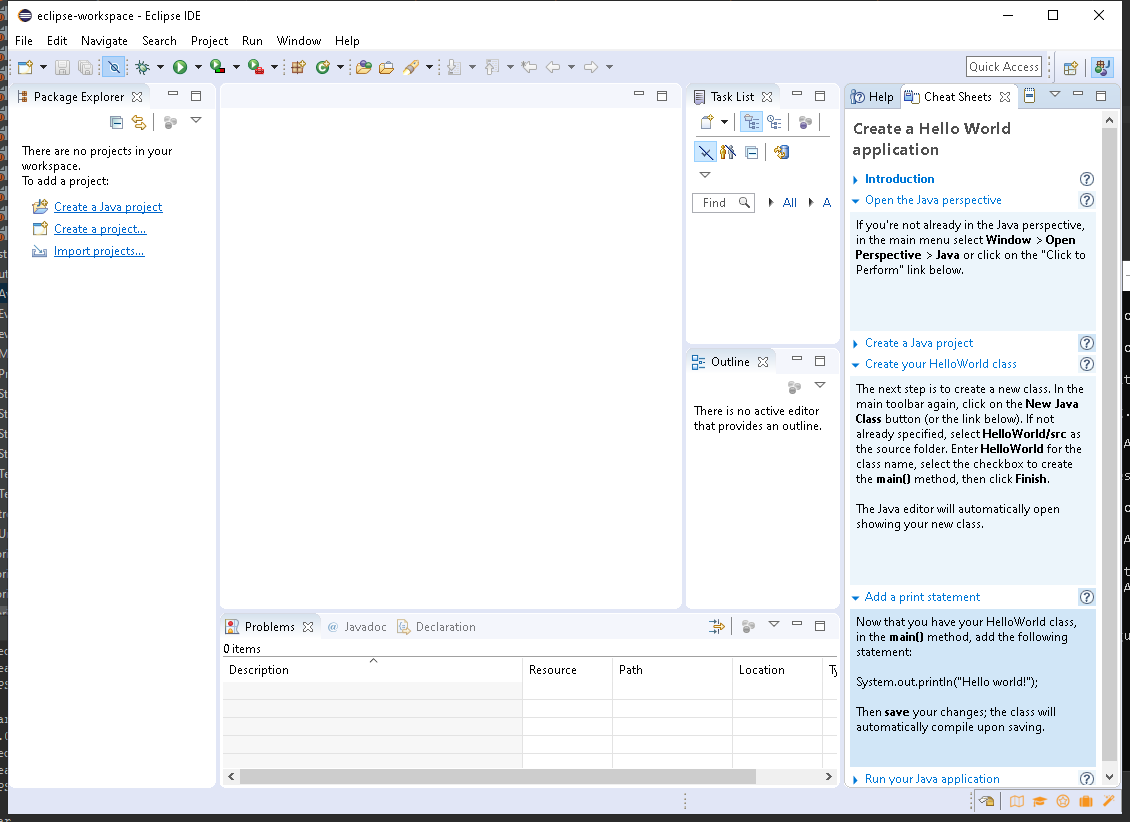 eclipse-workspace - Eclipse IDE
File Edit Navigate Search Project Run Window Help
Quick Access
Package Explorer
There are no projects in your
workspace.
To add a project:
Create a Java project
Create a project...
Import projects...
Task List
Find
All
A
Outline
There is no active editor
that provides an outline.
Problems
@ Javadoc
Declaration
0 items
Description Resource Path Location Ty
Help
Cheat Sheets
Create a Hello World
application
Introduction
Open the Java perspective
If you're not already in the Java perspective,
in the main menu select Window > Open
Perspective > Java or click on the "Click to
Perform" link below.
Create a Java project
Create your HelloWorld class
The next step is to create a new class. In the
main toolbar again, click on the New Java
Class button (or the link below). If not
already specified, select HelloWorld/src as
the source folder. Enter HelloWorld for the
class name, select the checkbox to create
the main() method, then click Finish.
The Java editor will automatically open
showing your new class.
Add a print statement
Now that you have your HelloWorld class,
in the main() method, add the following
statement:
System.out.println("Hello world!");
Then save your changes; the class will
automatically compile upon saving.
Run your Java application